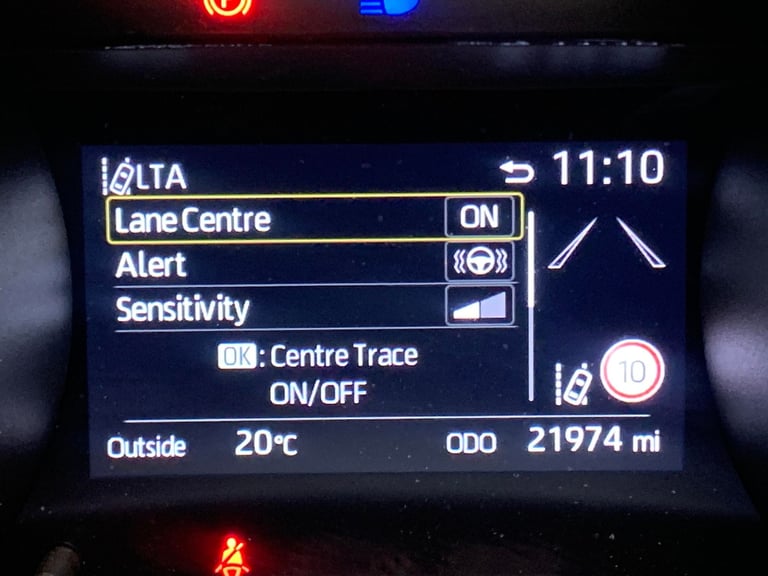 LTA 11:10
Lane Centre ON
Alert
Sensitivity
OK : Centre Trace
ON/OFF
10
Outside 20°C ODO 21974 mi